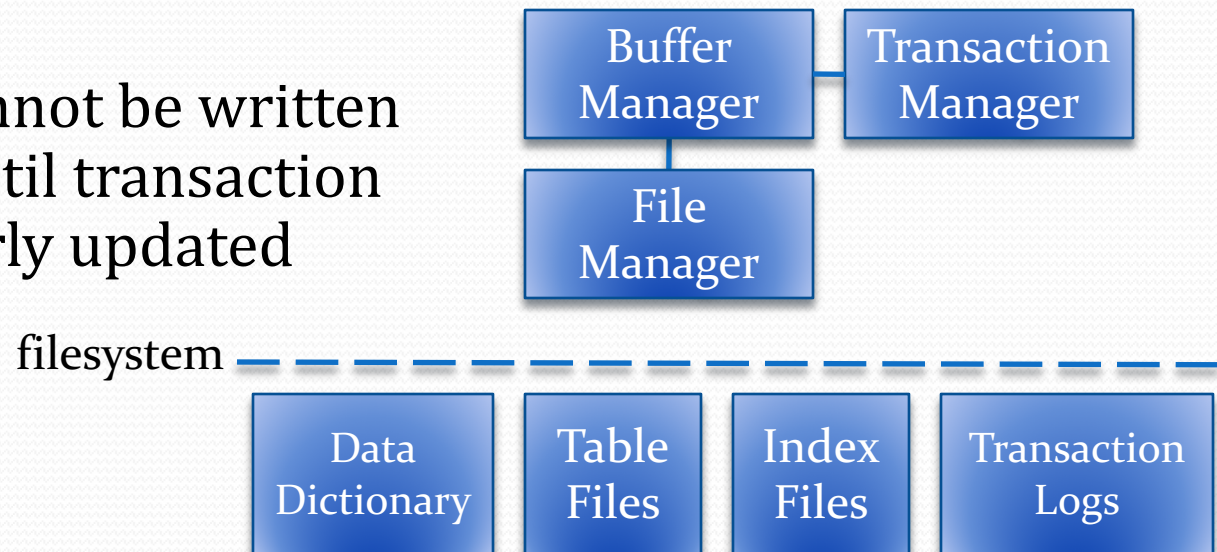 nnot be written
til transaction
rly updated
Buffer
Manager
Transaction
Manager
File
Manager
filesystem
Data
Dictionary
Table
Files
Index
Files
Transaction
Logs